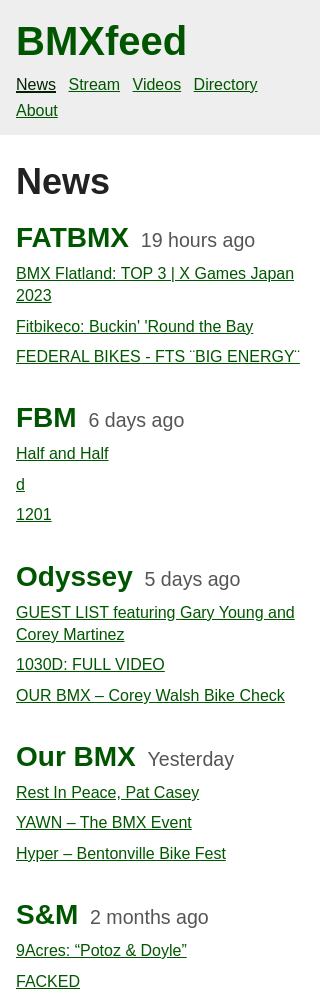 BMXfeed
News Stream Videos Directory
About
News
FATBMX 19 hours ago
BMX Flatland: TOP 3 | X Games Japan
2023
Fitbikeco: Buckin' 'Round the Bay
FEDERAL BIKES - FTS ¨BIG ENERGY¨
FBM 6 days ago
Half and Half
d
1201
Odyssey 5 days ago
GUEST LIST featuring Gary Young and
Corey Martinez
1030D: FULL VIDEO
OUR BMX – Corey Walsh Bike Check
Our BMX Yesterday
Rest In Peace, Pat Casey
YAWN – The BMX Event
Hyper – Bentonville Bike Fest
S&M 2 months ago
9Acres: “Potoz & Doyle”
FACKED